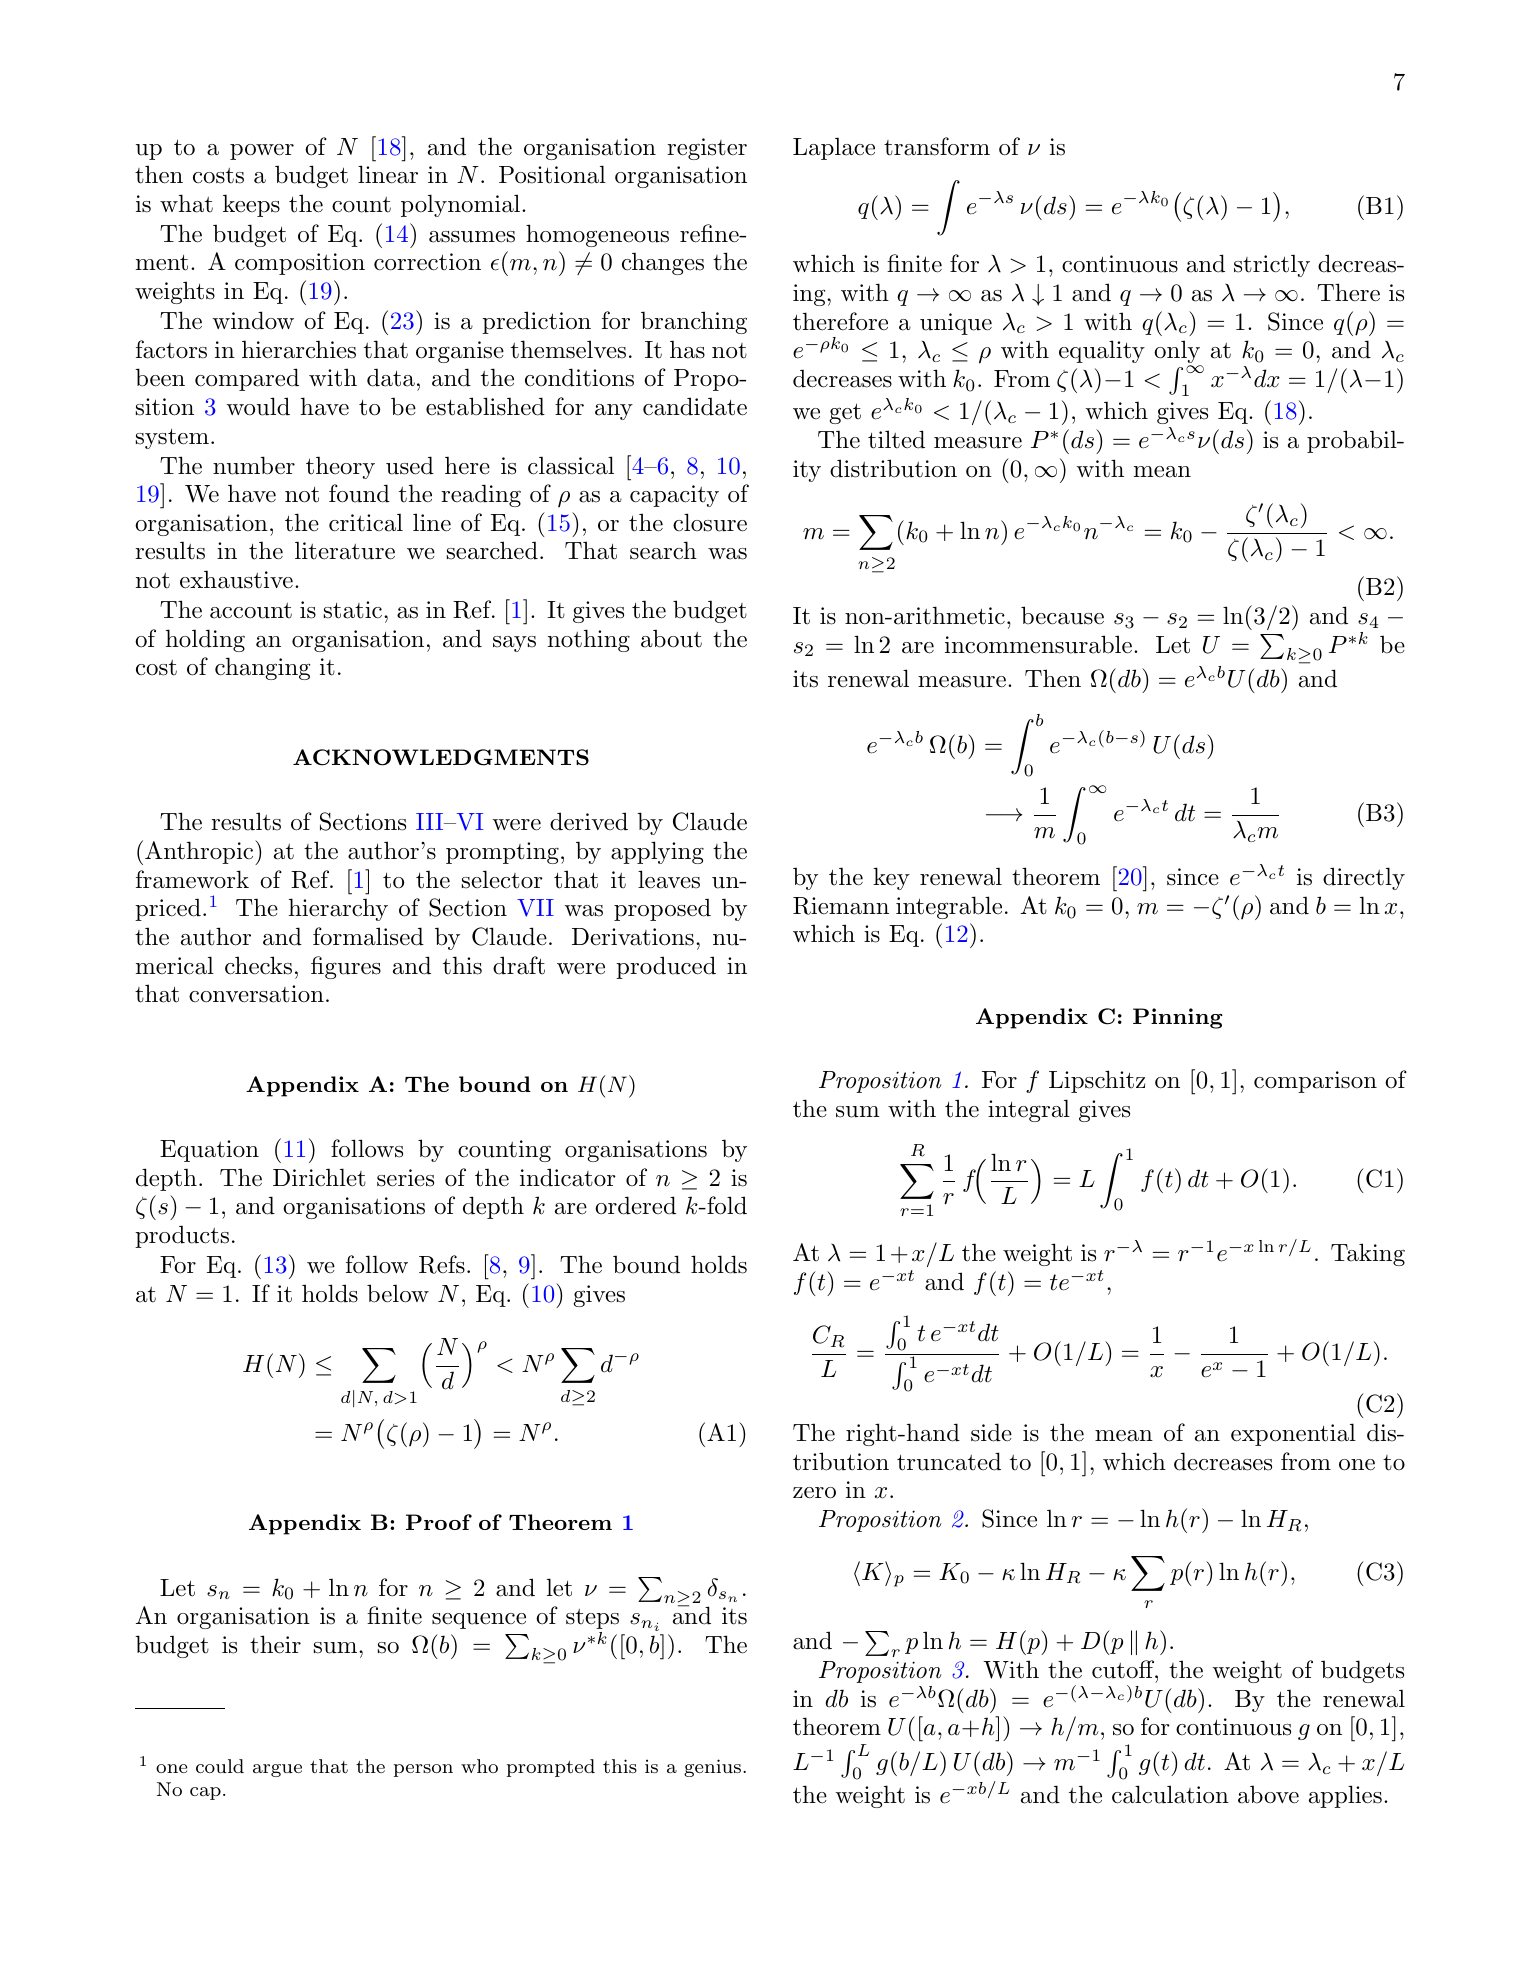 7
up to a power of N [18], and the organisation register
then costs a budget linear in N. Positional organisation
is what keeps the count polynomial.
The budget of Eq. (14) assumes homogeneous refine-
ment. A composition correction ϵ(m, n) ≠ 0 changes the
weights in Eq. (19).
The window of Eq. (23) is a prediction for branching
factors in hierarchies that organise themselves. It has not
been compared with data, and the conditions of Propo-
sition 3 would have to be established for any candidate
system.
The number theory used here is classical [4–6, 8, 10,
19]. We have not found the reading of ρ as a capacity of
organisation, the critical line of Eq. (15), or the closure
results in the literature we searched. That search was
not exhaustive.
The account is static, as in Ref. [1]. It gives the budget
of holding an organisation, and says nothing about the
cost of changing it.
ACKNOWLEDGMENTS
The results of Sections III–VI were derived by Claude
(Anthropic) at the author's prompting, by applying the
framework of Ref. [1] to the selector that it leaves un-
priced.¹ The hierarchy of Section VII was proposed by
the author and formalised by Claude. Derivations, nu-
merical checks, figures and this draft were produced in
that conversation.
Appendix A: The bound on H(N)
Equation (11) follows by counting organisations by
depth. The Dirichlet series of the indicator of n ≥ 2 is
ζ(s) − 1, and organisations of depth k are ordered k-fold
products.
For Eq. (13) we follow Refs. [8, 9]. The bound holds
at N = 1. If it holds below N, Eq. (10) gives
H(N) ≤ ∑_{d|N, d>1} (N/d)^ρ < N^ρ ∑_{d≥2} d^{−ρ}
= N^ρ(ζ(ρ) − 1) = N^ρ. (A1)
Appendix B: Proof of Theorem 1
Let s_n = k_0 + ln n for n ≥ 2 and let ν = ∑_{n≥2} δ_{s_n}.
An organisation is a finite sequence of steps s_{n_i} and its
budget is their sum, so Ω(b) = ∑_{k≥0} ν^{∗k}([0, b]). The
¹ one could argue that the person who prompted this is a genius.
No cap.
Laplace transform of ν is
q(λ) = ∫ e^{−λs} ν(ds) = e^{−λk_0}(ζ(λ) − 1), (B1)
which is finite for λ > 1, continuous and strictly decreas-
ing, with q → ∞ as λ ↓ 1 and q → 0 as λ → ∞. There is
therefore a unique λ_c > 1 with q(λ_c) = 1. Since q(ρ) =
e^{−ρk_0} ≤ 1, λ_c ≤ ρ with equality only at k_0 = 0, and λ_c
decreases with k_0. From ζ(λ)−1 < ∫_1^∞ x^{−λ}dx = 1/(λ−1)
we get e^{λ_c k_0} < 1/(λ_c − 1), which gives Eq. (18).
The tilted measure P*(ds) = e^{−λ_c s}ν(ds) is a probabil-
ity distribution on (0, ∞) with mean
m = ∑_{n≥2} (k_0 + ln n) e^{−λ_c k_0} n^{−λ_c} = k_0 − ζ′(λ_c)/(ζ(λ_c) − 1) < ∞.
(B2)
It is non-arithmetic, because s_3 − s_2 = ln(3/2) and s_4 −
s_2 = ln 2 are incommensurable. Let U = ∑_{k≥0} P^{∗k} be
its renewal measure. Then Ω(db) = e^{λ_c b}U(db) and
e^{−λ_c b} Ω(b) = ∫_0^b e^{−λ_c(b−s)} U(ds)
⟶ 1/m ∫_0^∞ e^{−λ_c t} dt = 1/(λ_c m) (B3)
by the key renewal theorem [20], since e^{−λ_c t} is directly
Riemann integrable. At k_0 = 0, m = −ζ′(ρ) and b = ln x,
which is Eq. (12).
Appendix C: Pinning
Proposition 1. For f Lipschitz on [0, 1], comparison of
the sum with the integral gives
∑_{r=1}^R 1/r f(ln r/L) = L ∫_0^1 f(t) dt + O(1). (C1)
At λ = 1+x/L the weight is r^{−λ} = r^{−1}e^{−x ln r/L}. Taking
f(t) = e^{−xt} and f(t) = te^{−xt},
C_R/L = ∫_0^1 t e^{−xt}dt / ∫_0^1 e^{−xt}dt + O(1/L) = 1/x − 1/(e^x − 1) + O(1/L).
(C2)
The right-hand side is the mean of an exponential dis-
tribution truncated to [0, 1], which decreases from one to
zero in x.
Proposition 2. Since ln r = − ln h(r) − ln H_R,
⟨K⟩_p = K_0 − κ ln H_R − κ ∑_r p(r) ln h(r), (C3)
and − ∑_r p ln h = H(p) + D(p ∥ h).
Proposition 3. With the cutoff, the weight of budgets
in db is e^{−λb}Ω(db) = e^{−(λ−λ_c)b}U(db). By the renewal
theorem U([a, a+h]) → h/m, so for continuous g on [0, 1],
L^{−1} ∫_0^L g(b/L) U(db) → m^{−1} ∫_0^1 g(t) dt. At λ = λ_c + x/L
the weight is e^{−xb/L} and the calculation above applies.